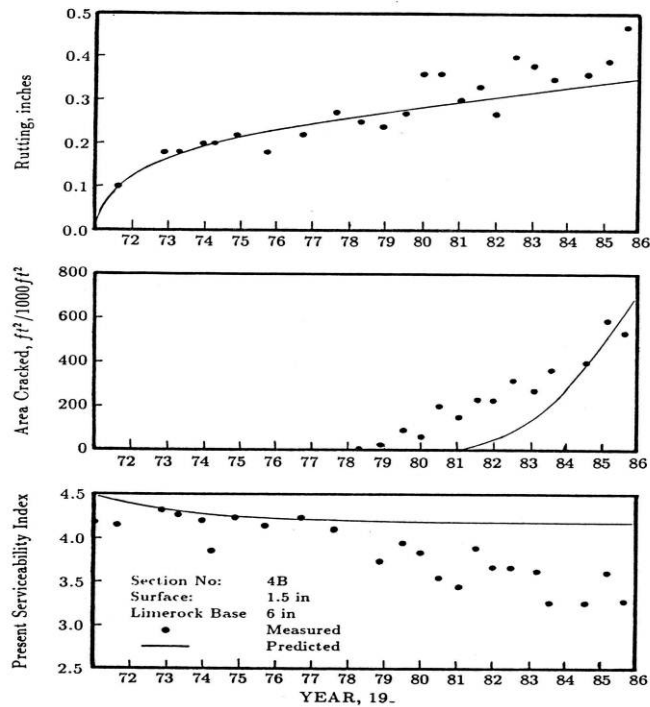 0.5
0.4
0.3
0.2
0.1
0.0
Rutting, inches
72 73 74 75 76 77 78 79 80 81 82 83 84 85 86
800
600
400
200
0
Area Cracked, ft²/1000ft²
72 73 74 75 76 77 78 79 80 81 82 83 84 85 86
4.5
4.0
3.5
3.0
2.5
Present Serviceability Index
Section No: 4B
Surface: 1.5 in
Limerock Base 6 in
Measured
Predicted
72 73 74 75 76 77 78 79 80 81 82 83 84 85 86
YEAR, 19_